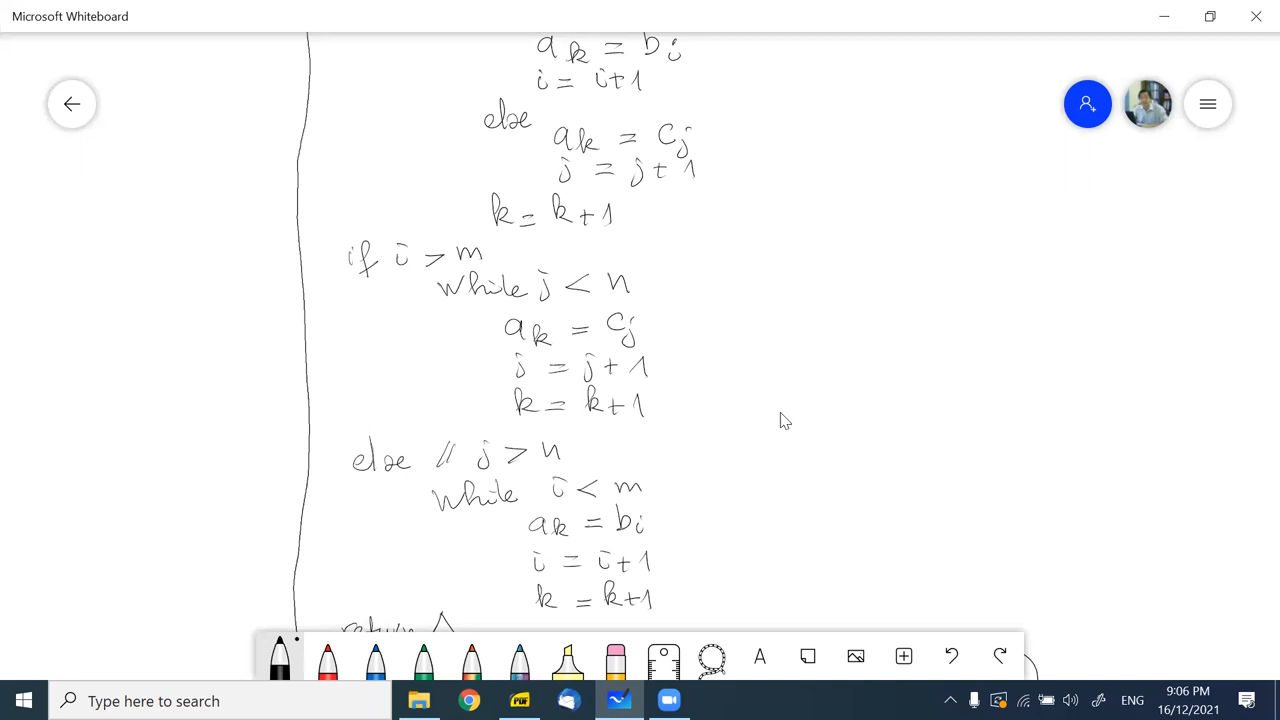 Microsoft Whiteboard
ak = bi
i = i+1
else
ak = cj
j = j+1
k = k+1
if i > m
while j < n
ak = cj
j = j+1
k = k+1
else // j > n
while i < m
ak = bi
i = i+1
k = k+1
return A
Type here to search
ENG
9:06 PM
16/12/2021